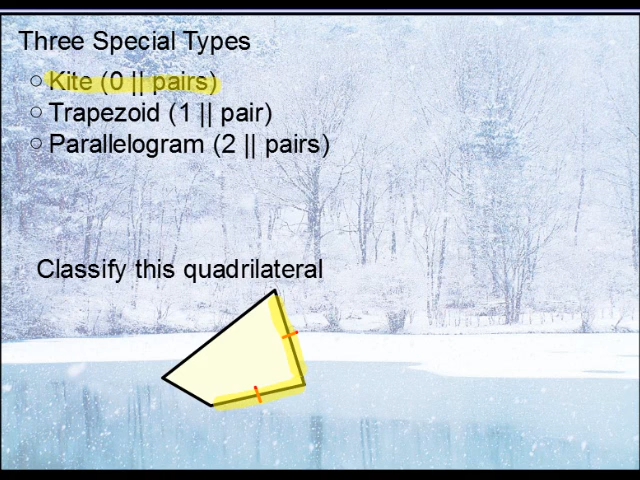 Three Special Types
○ Kite (0 || pairs)
○ Trapezoid (1 || pair)
○ Parallelogram (2 || pairs)
Classify this quadrilateral